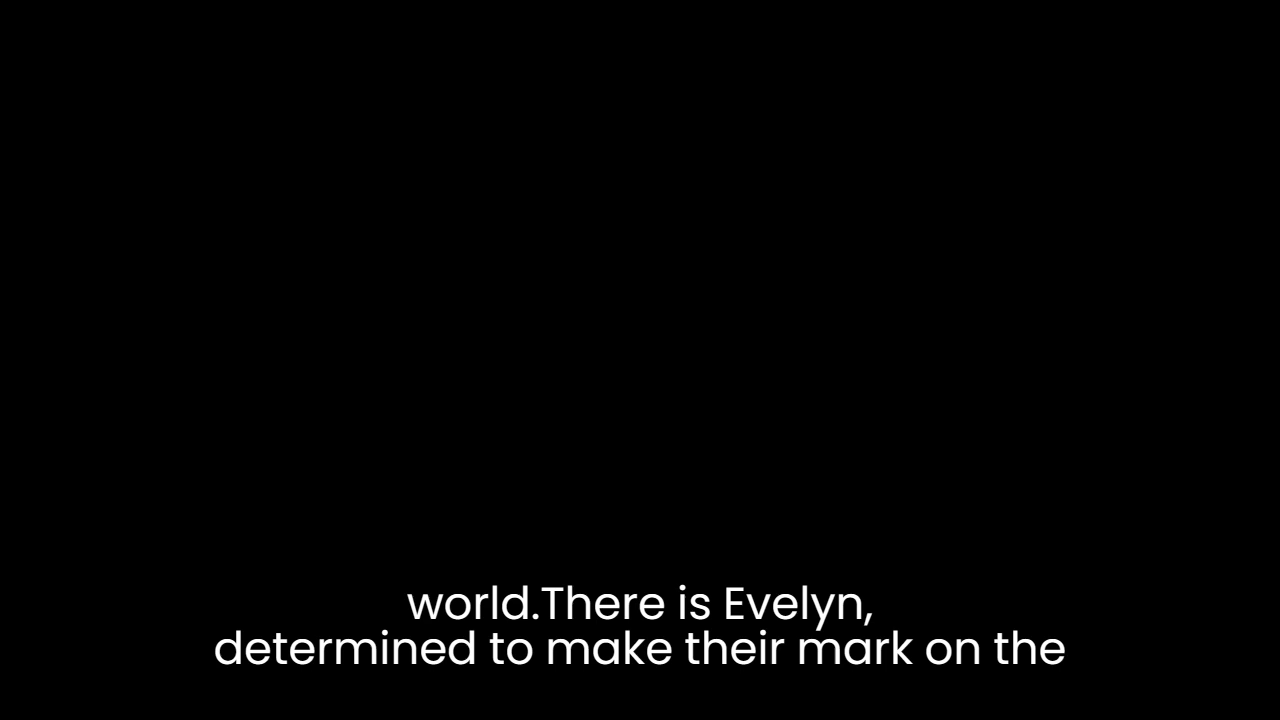 world.There is Evelyn,
determined to make their mark on the